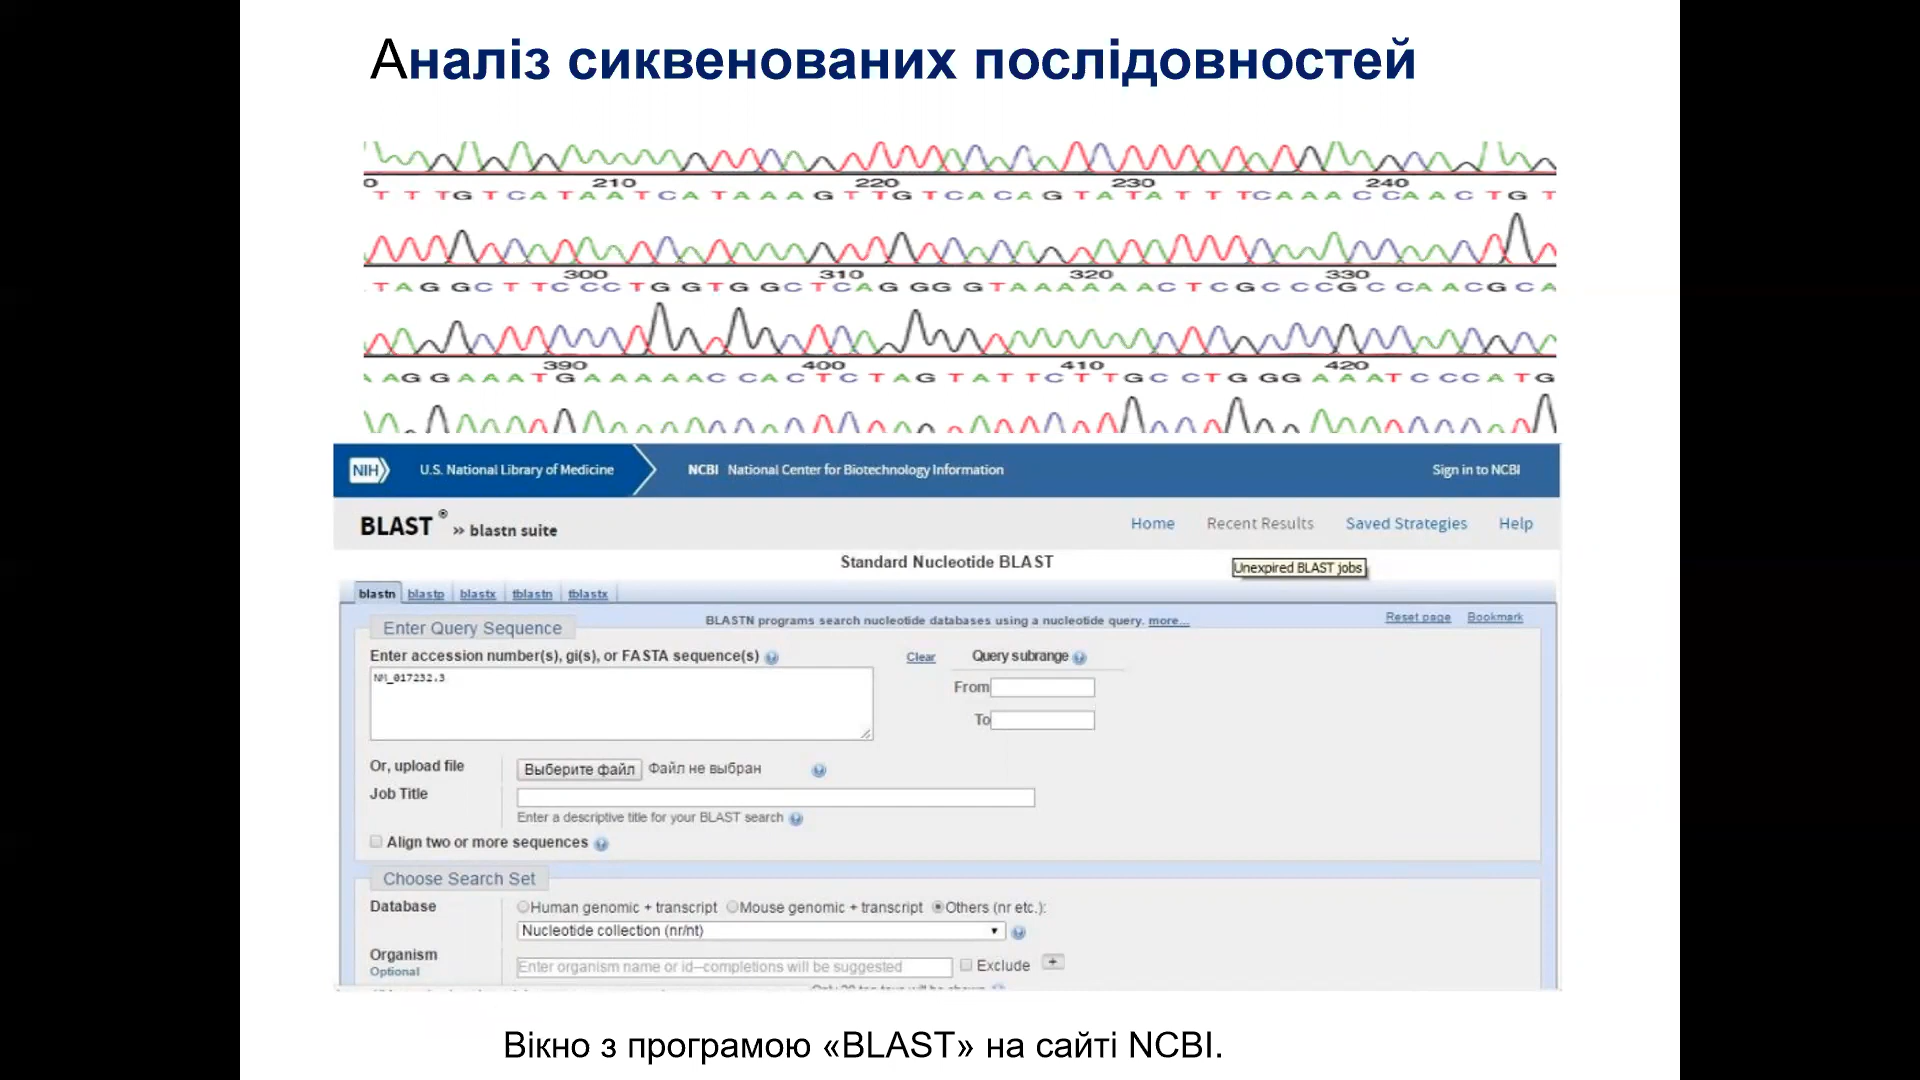 Аналіз сиквенованих послідовностей
0 210 220 230 240
T T T G T C A T A A T C A T A A A G T T G T C A C A G T A T A T T T C A A A C C A A C T G T
300 310 320 330
T A G G C T T C C C T G G T G G C T C A G G G G T A A A A A A C T C G C C C G C C A A C G C A
390 400 410 420
A G G A A A T G A A A A A C C A C T C T A G T A T T C T T G C C T G G G A A A T C C C A T G
NIH U.S. National Library of Medicine NCBI National Center for Biotechnology Information Sign in to NCBI
BLAST ® » blastn suite Home Recent Results Saved Strategies Help
Standard Nucleotide BLAST Unexpired BLAST jobs
blastn blastp blastx tblastn tblastx
Enter Query Sequence BLASTN programs search nucleotide databases using a nucleotide query. more... Reset page Bookmark
Enter accession number(s), gi(s), or FASTA sequence(s) Clear Query subrange
NM_017232.3
From
To
Or, upload file Выберите файл Файл не выбран
Job Title
Enter a descriptive title for your BLAST search
Align two or more sequences
Choose Search Set
Database Human genomic + transcript Mouse genomic + transcript Others (nr etc.):
Nucleotide collection (nr/nt)
Organism
Optional
Enter organism name or id--completions will be suggested Exclude +
Вікно з програмою «BLAST» на сайті NCBI.